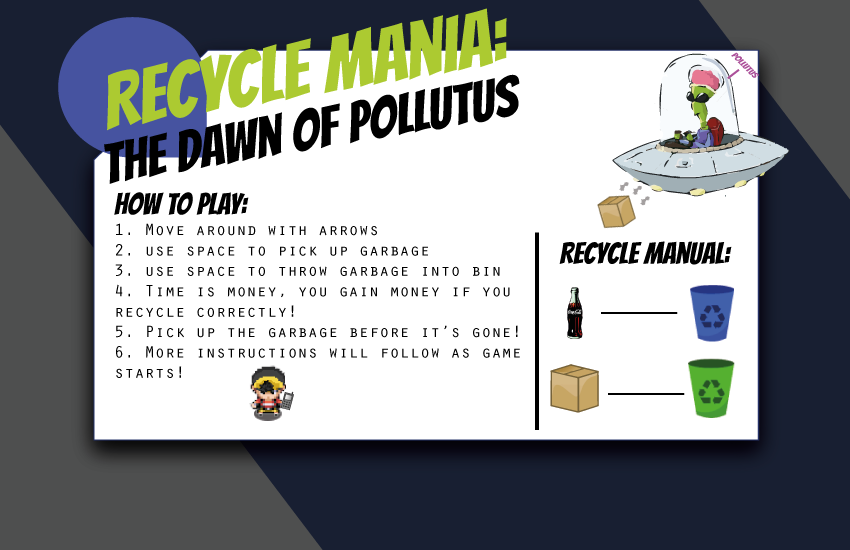 RECYCLE MANIA:
THE DAWN OF POLLUTUS
POLLUTUS
HOW TO PLAY:
1. Move around with arrows
2. use space to pick up garbage
3. use space to throw garbage into bin
4. Time is money, you gain money if you
recycle correctly!
5. Pick up the garbage before it's gone!
6. More instructions will follow as game
starts!
RECYCLE MANUAL:
Coca-Cola